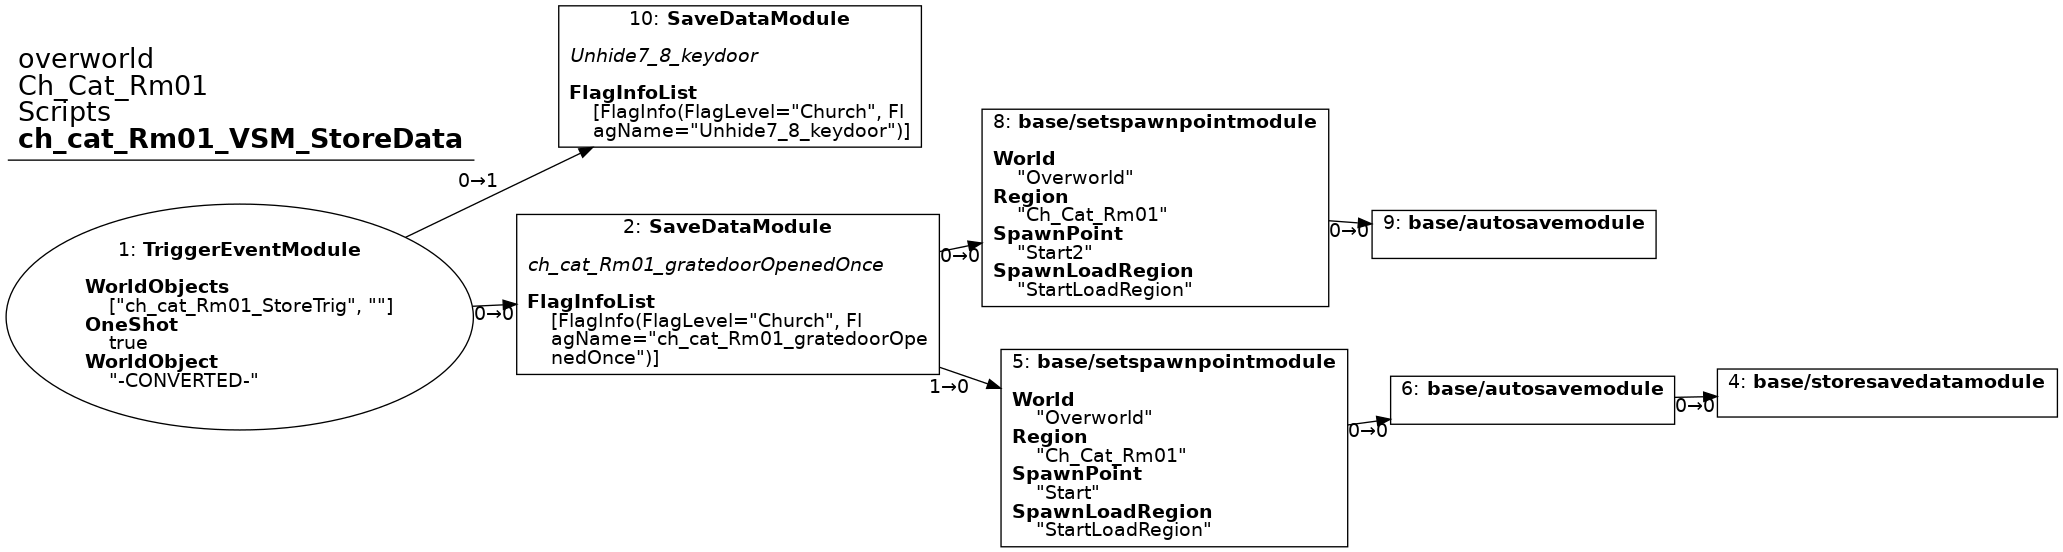 overworld
Ch_Cat_Rm01
Scripts
ch_cat_Rm01_VSM_StoreData
10: SaveDataModule
Unhide7_8_keydoor
FlagInfoList
[FlagInfo(FlagLevel="Church", Fl
agName="Unhide7_8_keydoor")]
0→1
1: TriggerEventModule
WorldObjects
["ch_cat_Rm01_StoreTrig", ""]
OneShot
true
WorldObject
"-CONVERTED-"
0→0
2: SaveDataModule
ch_cat_Rm01_gratedoorOpenedOnce
FlagInfoList
[FlagInfo(FlagLevel="Church", Fl
agName="ch_cat_Rm01_gratedoorOpe
nedOnce")]
0→0
8: base/setspawnpointmodule
World
"Overworld"
Region
"Ch_Cat_Rm01"
SpawnPoint
"Start2"
SpawnLoadRegion
"StartLoadRegion"
0→0
9: base/autosavemodule
1→0
5: base/setspawnpointmodule
World
"Overworld"
Region
"Ch_Cat_Rm01"
SpawnPoint
"Start"
SpawnLoadRegion
"StartLoadRegion"
0→0
6: base/autosavemodule
0→0
4: base/storesavedatamodule